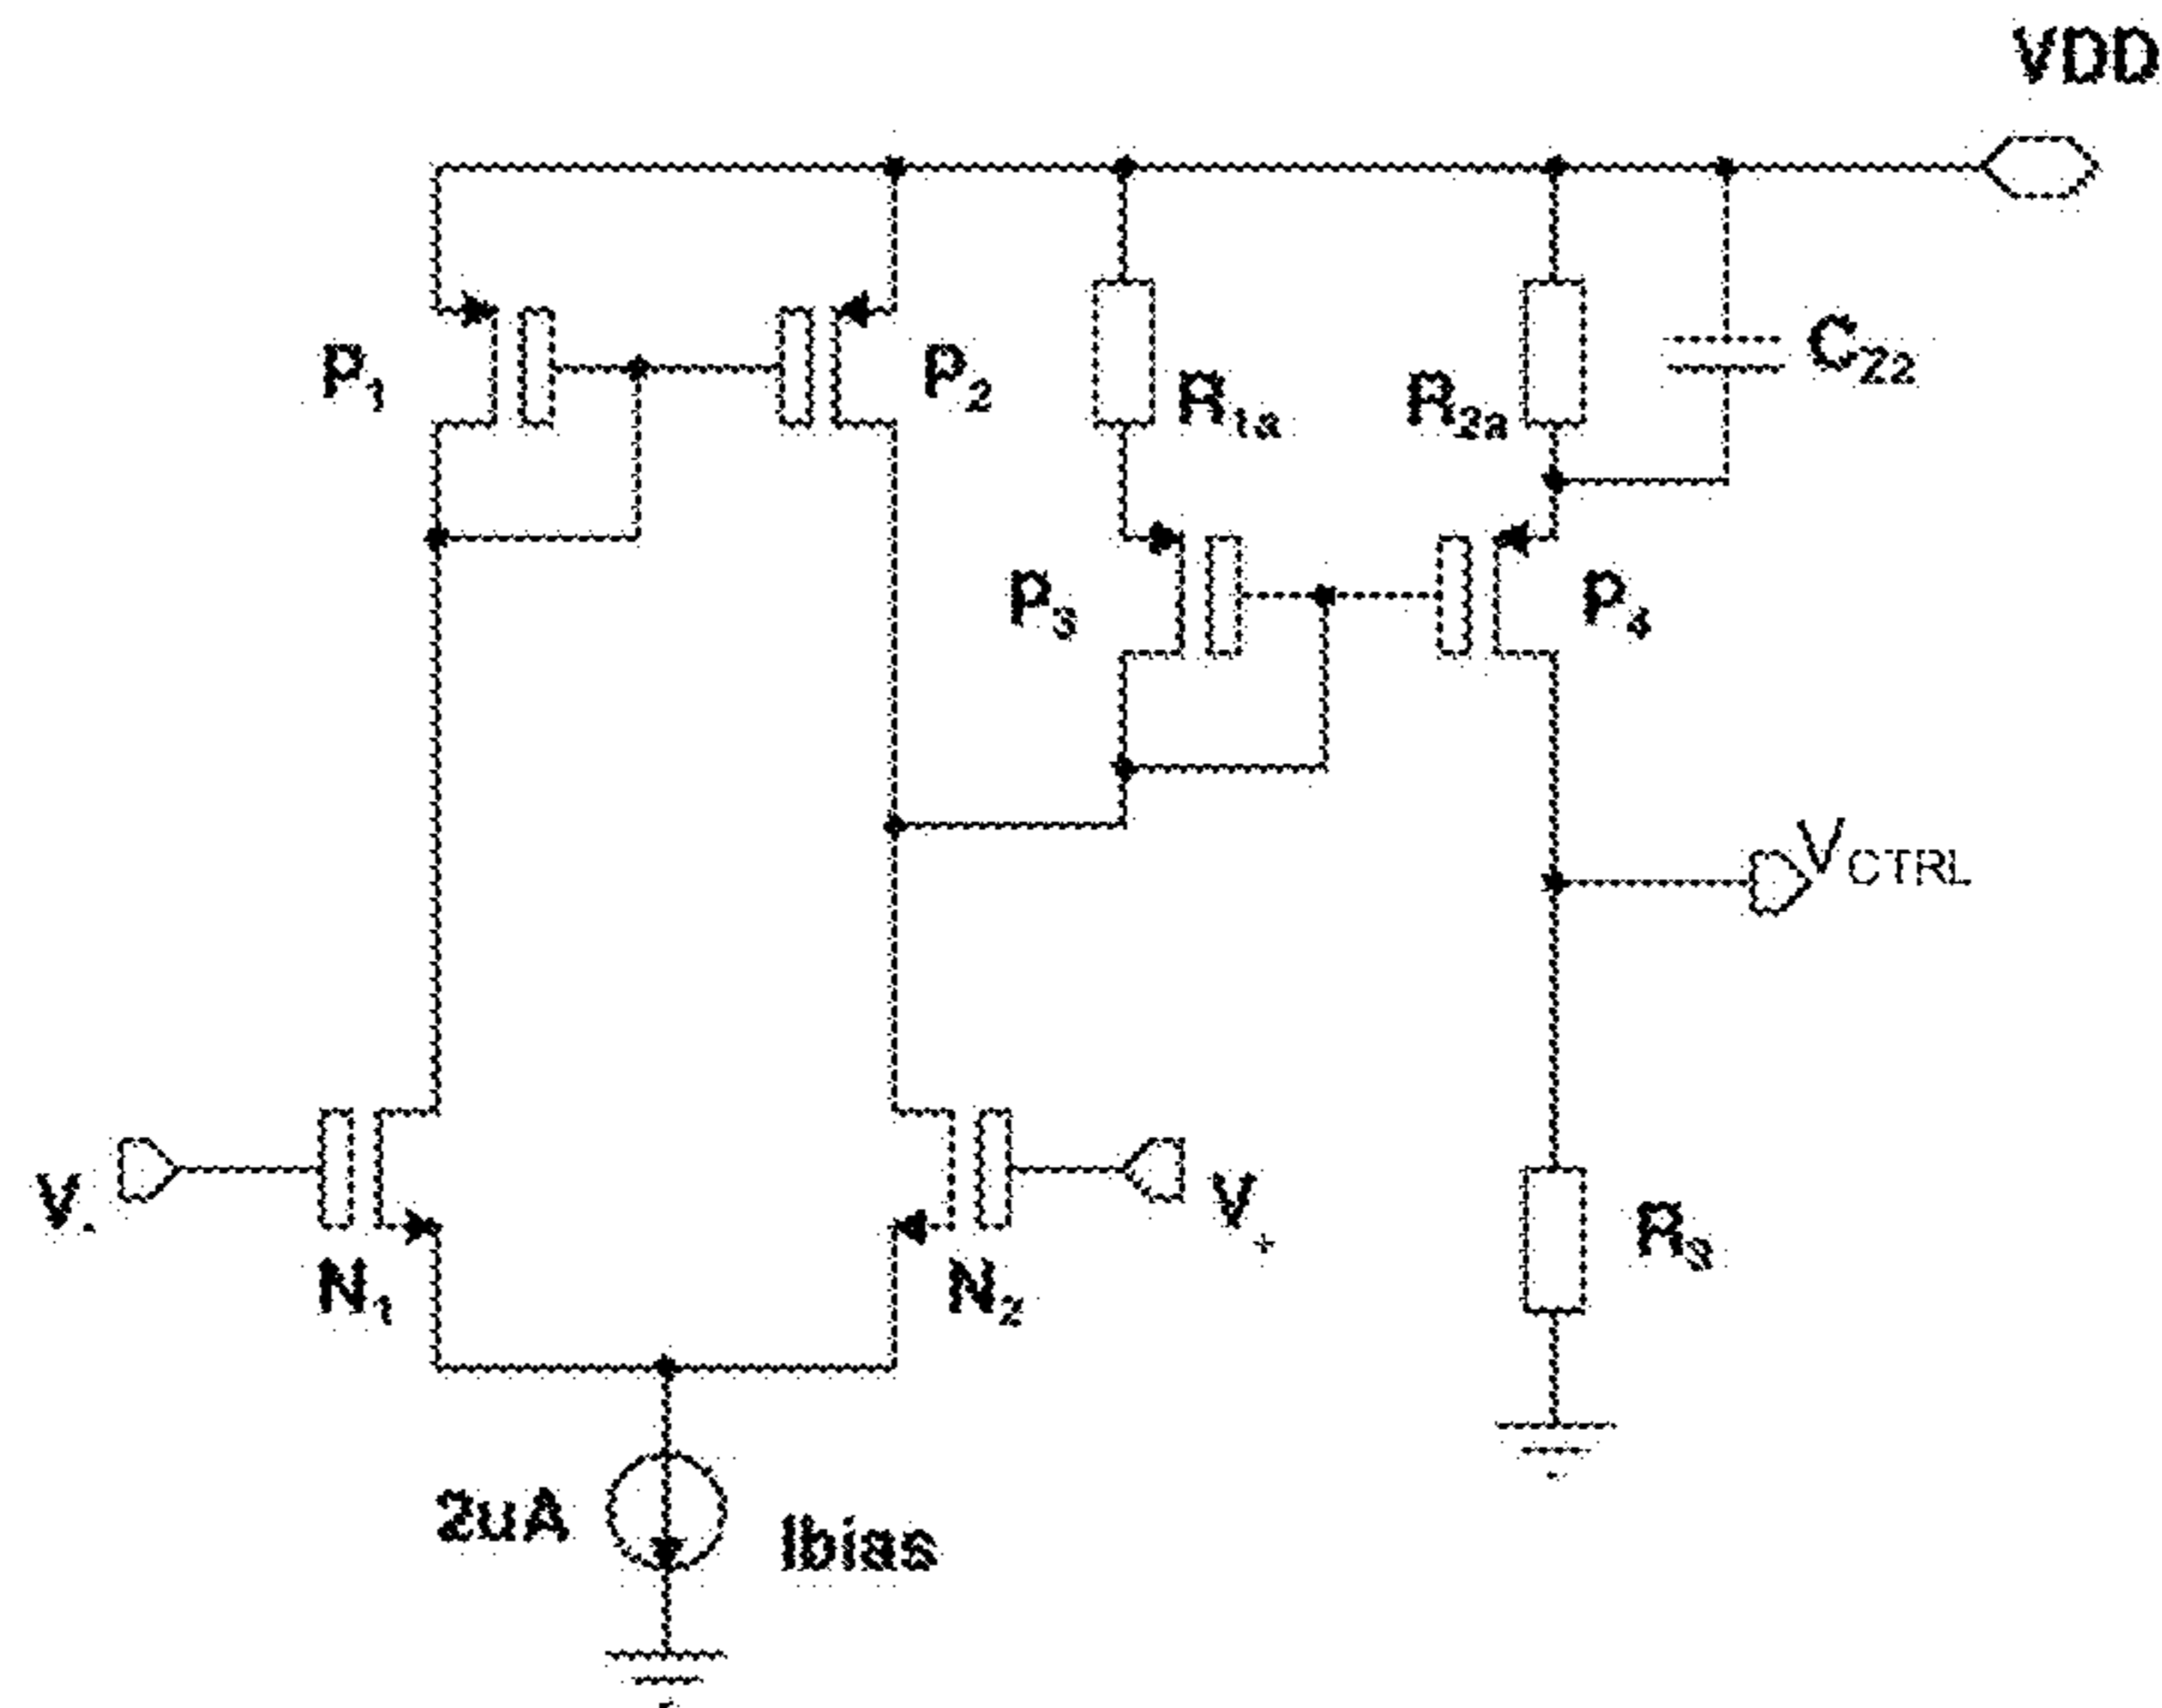 VDD
P1
P2
R1a
R2a
C22
P3
P4
VCTRL
V-
V+
N1
N2
R3
2uA
Ibias